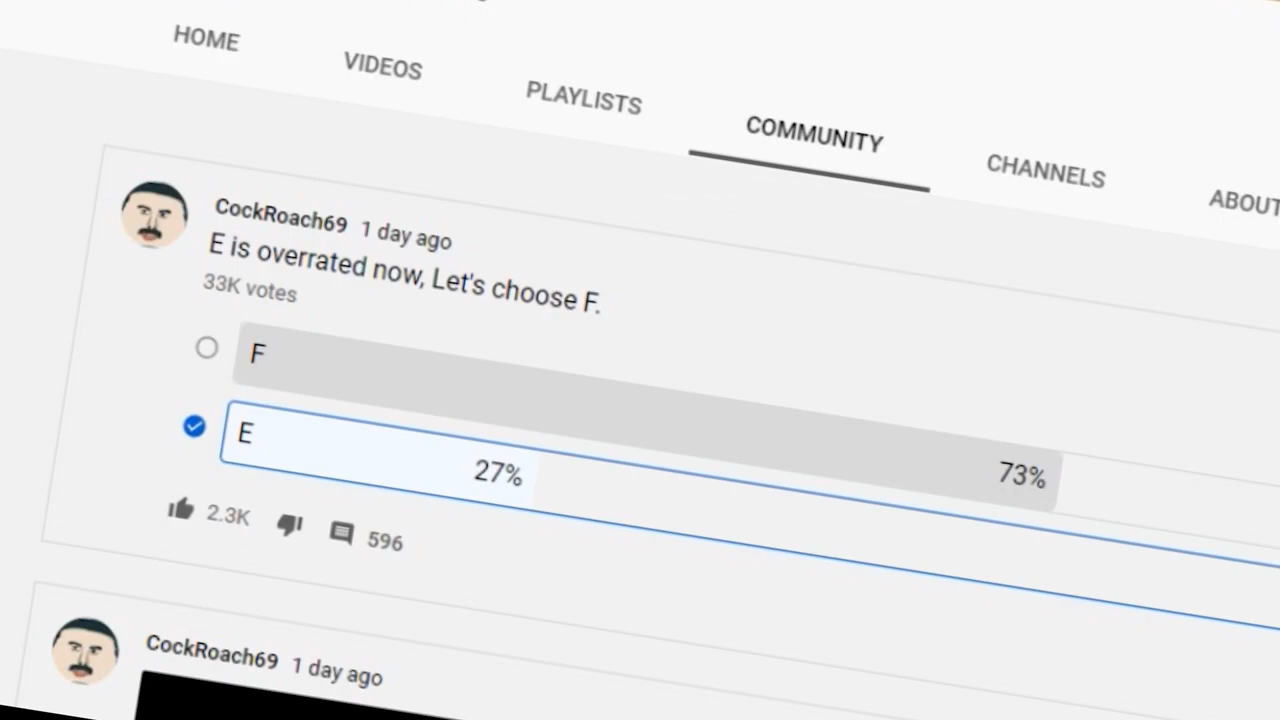 HOME
VIDEOS
PLAYLISTS
COMMUNITY
CHANNELS
ABOUT
CockRoach69 1 day ago
E is overrated now, Let's choose F.
33K votes
F
73%
E
27%
2.3K
596
CockRoach69 1 day ago